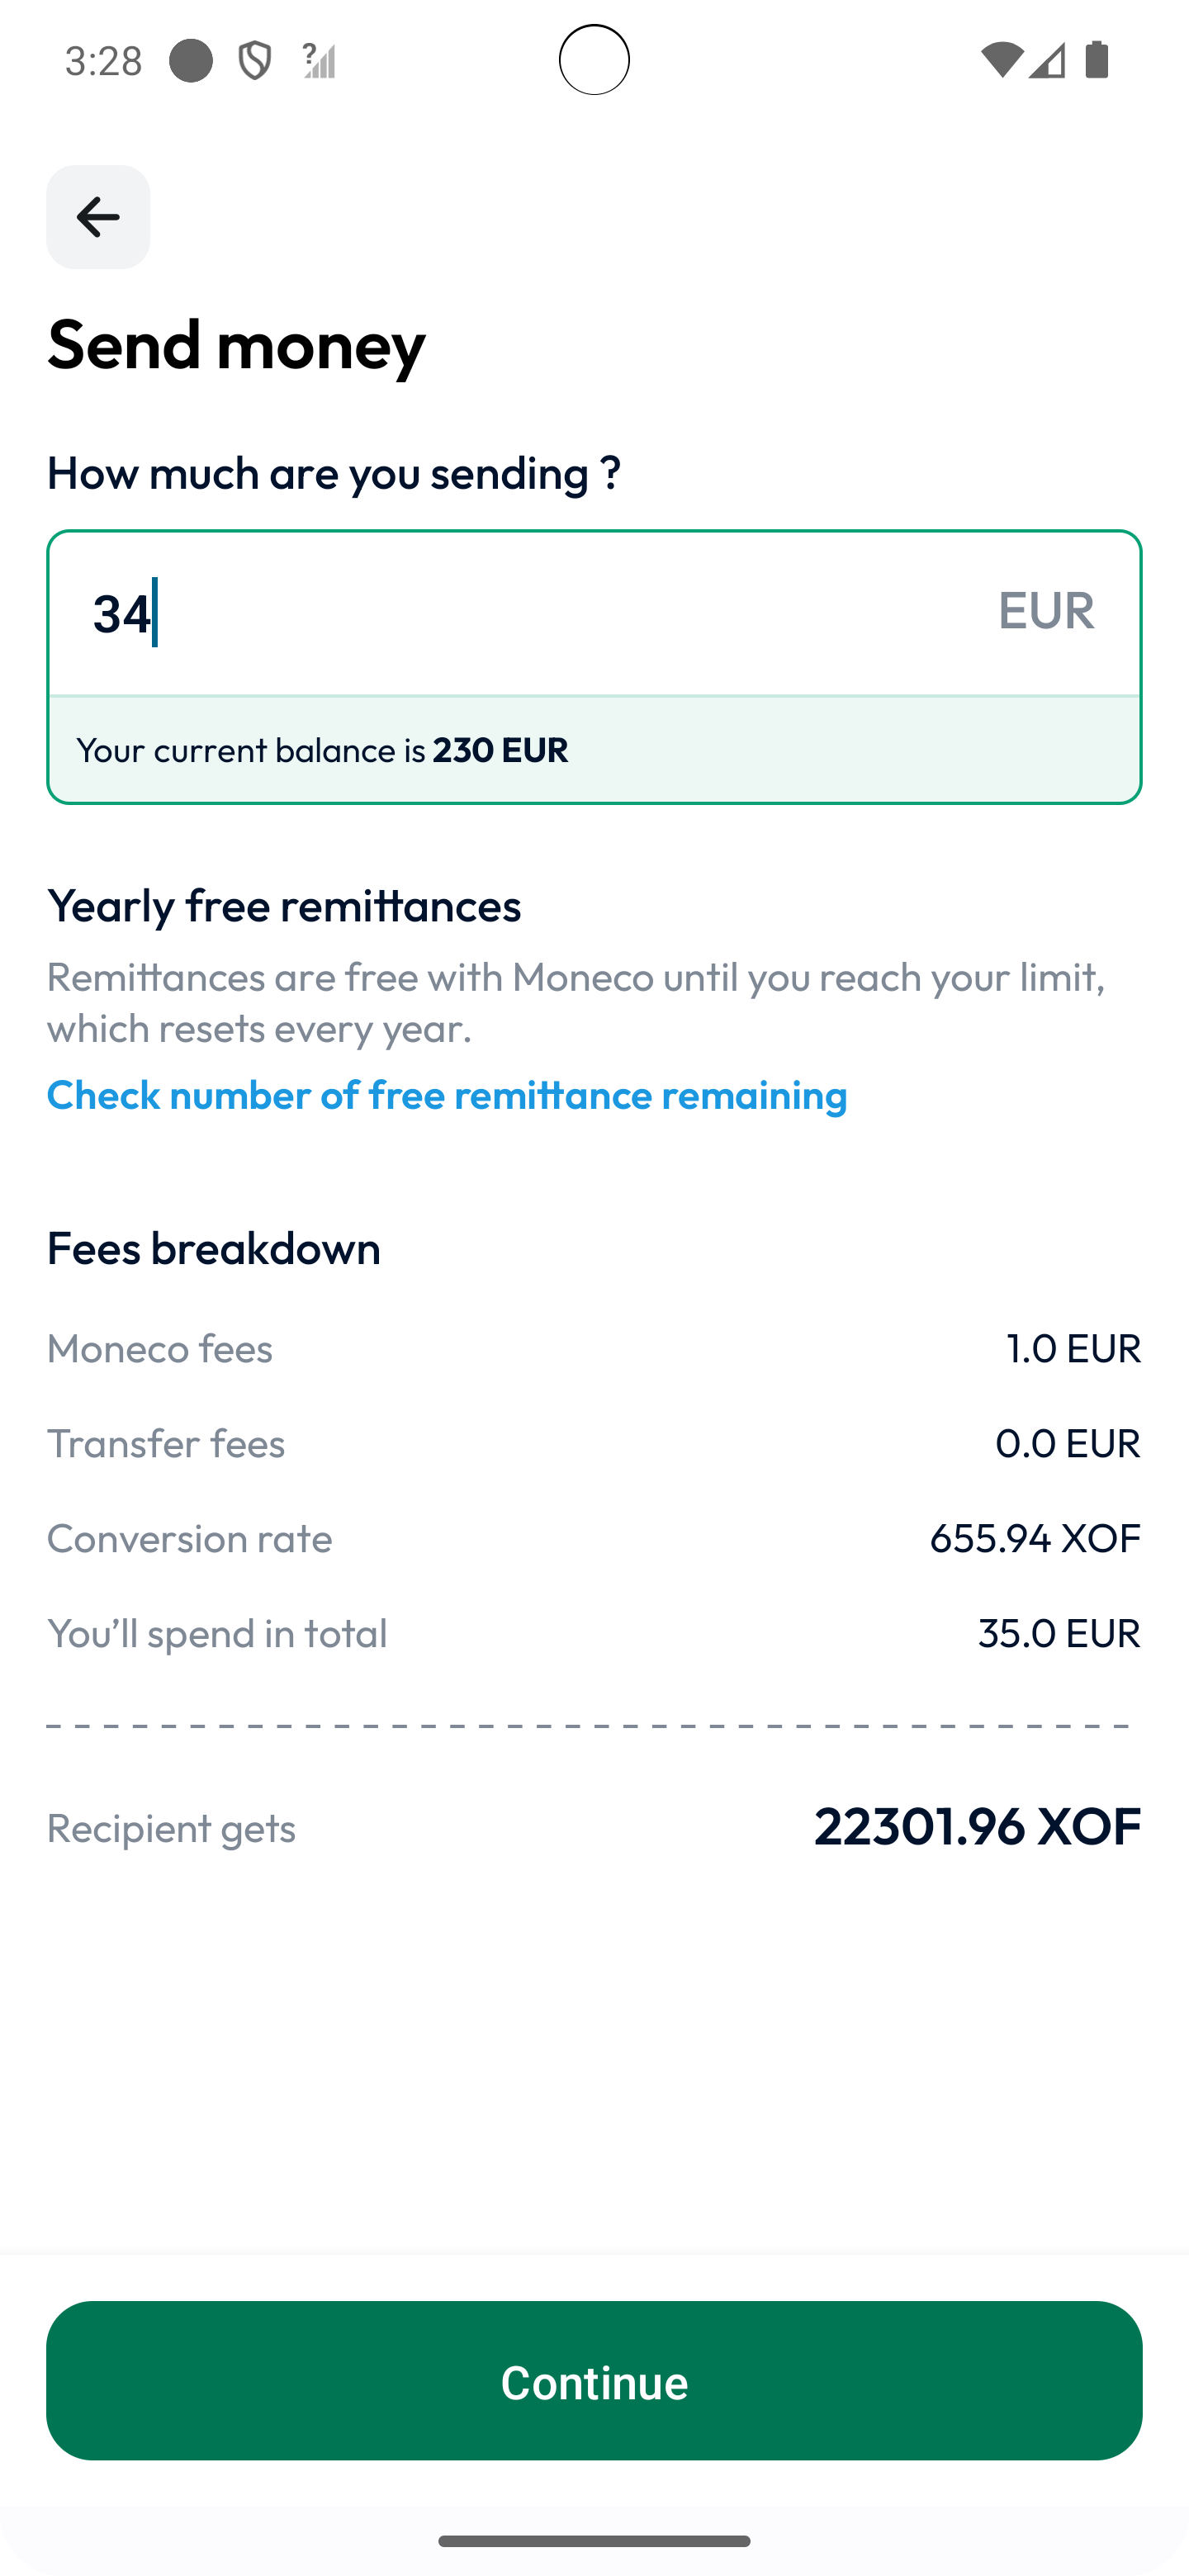 3:28
?
Send money
How much are you sending ?
34
EUR
Your current balance is 230 EUR
Yearly free remittances
Remittances are free with Moneco until you reach your limit,
which resets every year.
Check number of free remittance remaining
Fees breakdown
Moneco fees 1.0 EUR
Transfer fees 0.0 EUR
Conversion rate 655.94 XOF
You’ll spend in total 35.0 EUR
Recipient gets 22301.96 XOF
Continue